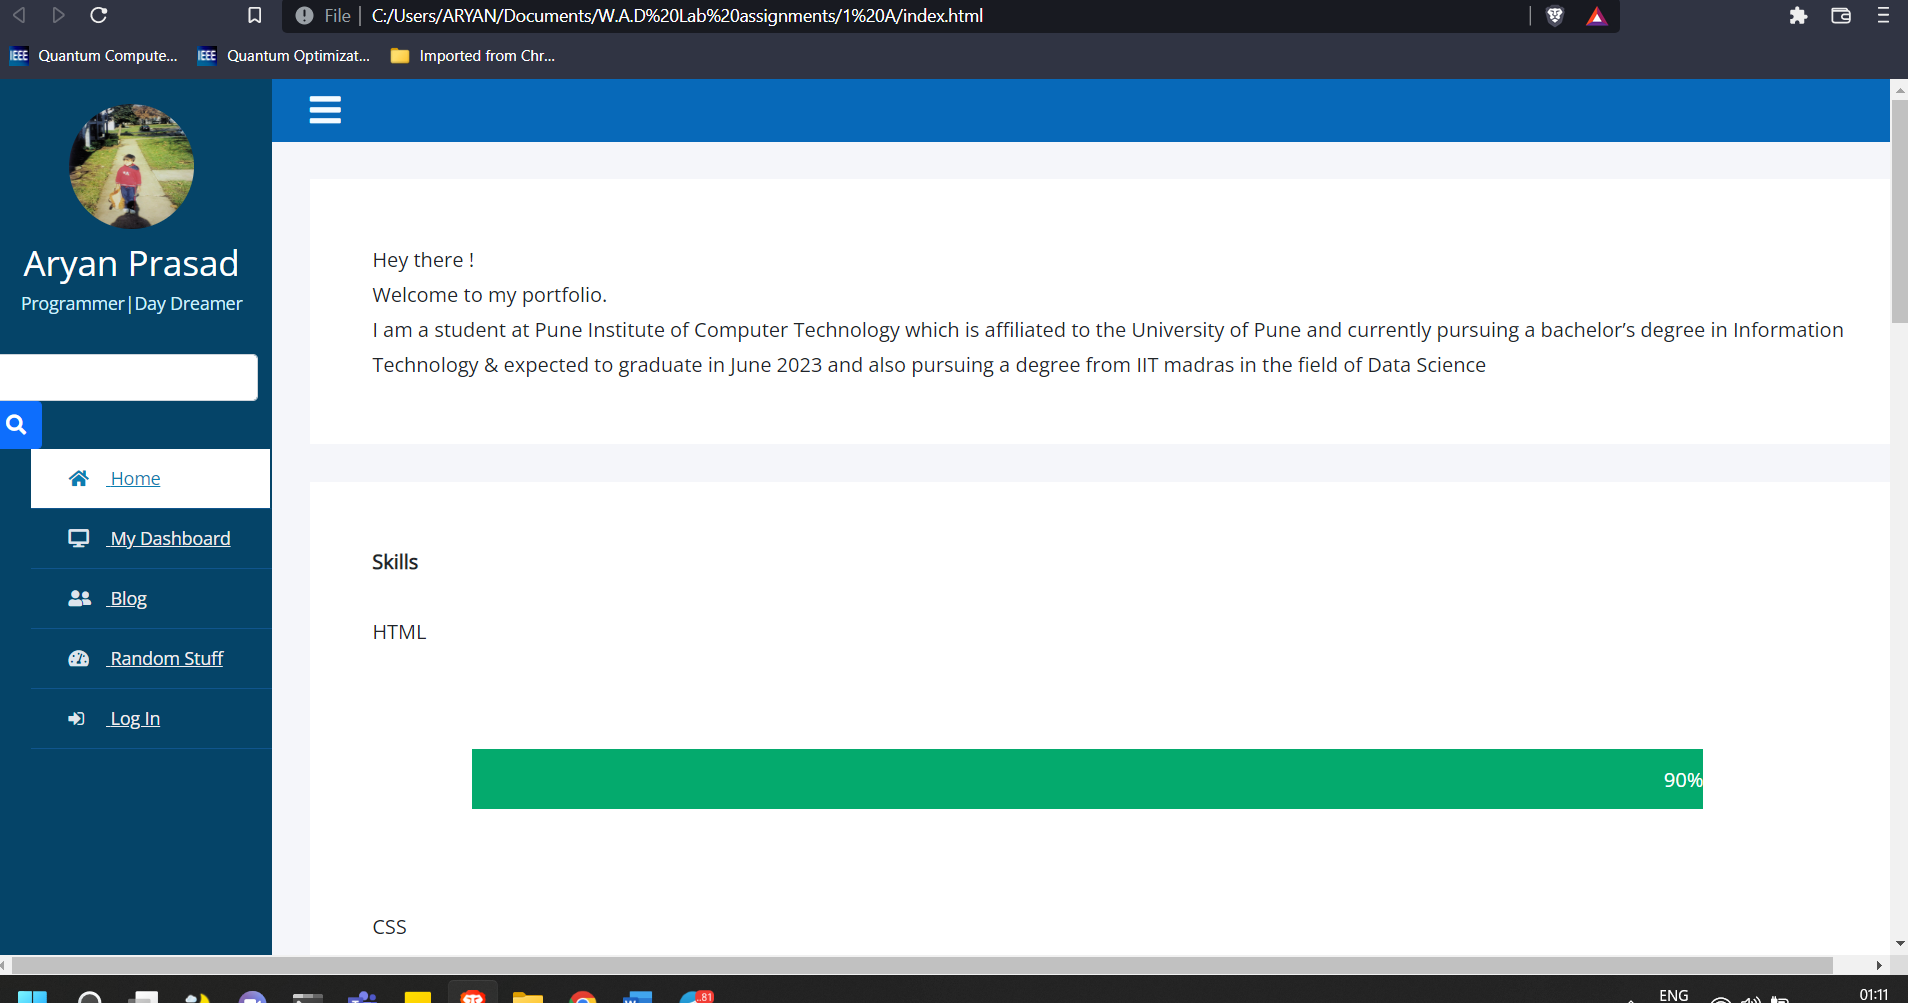 File | C:/Users/ARYAN/Documents/W.A.D%20Lab%20assignments/1%20A/index.html
IEEE Quantum Compute... IEEE Quantum Optimizat... Imported from Chr...
Aryan Prasad
Programmer|Day Dreamer
Home
My Dashboard
Blog
Random Stuff
Log In
Hey there !
Welcome to my portfolio.
I am a student at Pune Institute of Computer Technology which is affiliated to the University of Pune and currently pursuing a bachelor’s degree in Information
Technology & expected to graduate in June 2023 and also pursuing a degree from IIT madras in the field of Data Science
Skills
HTML
90%
CSS
81
ENG
01:11